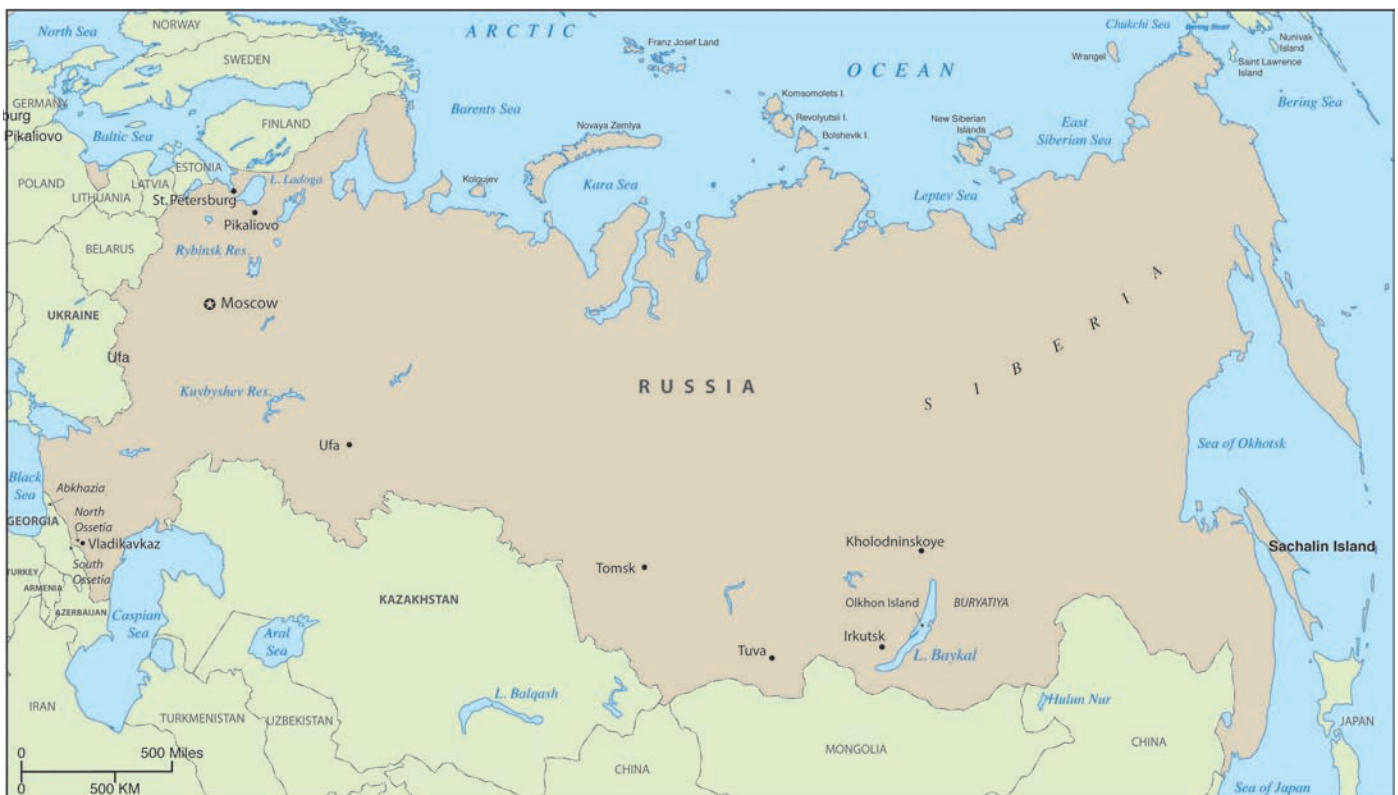 North Sea
NORWAY
ARCTIC
Franz Josef Land
Chukchi Sea
Bering Strait
Nunivak
Island
SWEDEN
OCEAN
Wrangel
Saint Lawrence
Island
GERMANY
burg
Pikaliovo
Baltic Sea
FINLAND
Barents Sea
Komsomolets I.
Revolyutsii I.
Bolshevik I.
New Siberian
Islands
East
Siberian Sea
Bering Sea
Novaya Zemlya
ESTONIA
POLAND
LATVIA
LITHUANIA
L. Ladoga
Kolgujev
Kara Sea
Leptev Sea
St. Petersburg
Pikaliovo
BELARUS
Rybinsk Res.
Moscow
UKRAINE
Ufa
SIBERIA
RUSSIA
Kuybyshev Res.
Ufa
Sea of Okhotsk
Black
Sea
Abkhazia
GEORGIA
North
Ossetia
Vladikavkaz
South
Ossetia
TURKEY
ARMENIA
AZERBAIJAN
Kholodninskoye
Sachalin Island
Tomsk
KAZAKHSTAN
Olkhon Island
BURYATIYA
Caspian
Sea
Aral
Sea
Irkutsk
Tuva
L. Baykal
L. Balqash
Hulun Nur
IRAN
TURKMENISTAN
UZBEKISTAN
JAPAN
MONGOLIA
CHINA
CHINA
0
500 Miles
0
500 KM
Sea of Japan